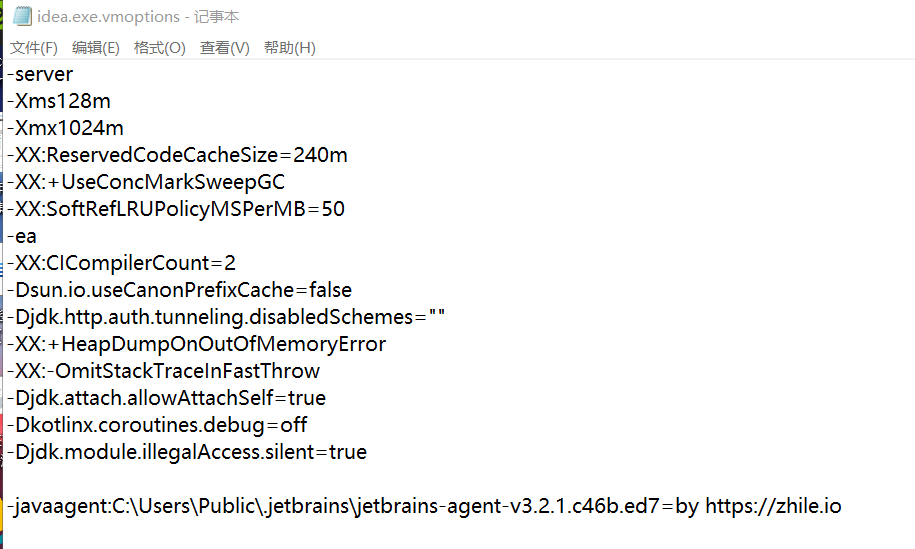 idea.exe.vmoptions - 记事本
文件(F) 编辑(E) 格式(O) 查看(V) 帮助(H)
-server
-Xms128m
-Xmx1024m
-XX:ReservedCodeCacheSize=240m
-XX:+UseConcMarkSweepGC
-XX:SoftRefLRUPolicyMSPerMB=50
-ea
-XX:CICompilerCount=2
-Dsun.io.useCanonPrefixCache=false
-Djdk.http.auth.tunneling.disabledSchemes=""
-XX:+HeapDumpOnOutOfMemoryError
-XX:-OmitStackTraceInFastThrow
-Djdk.attach.allowAttachSelf=true
-Dkotlinx.coroutines.debug=off
-Djdk.module.illegalAccess.silent=true
-javaagent:C:\Users\Public\.jetbrains\jetbrains-agent-v3.2.1.c46b.ed7=by https://zhile.io